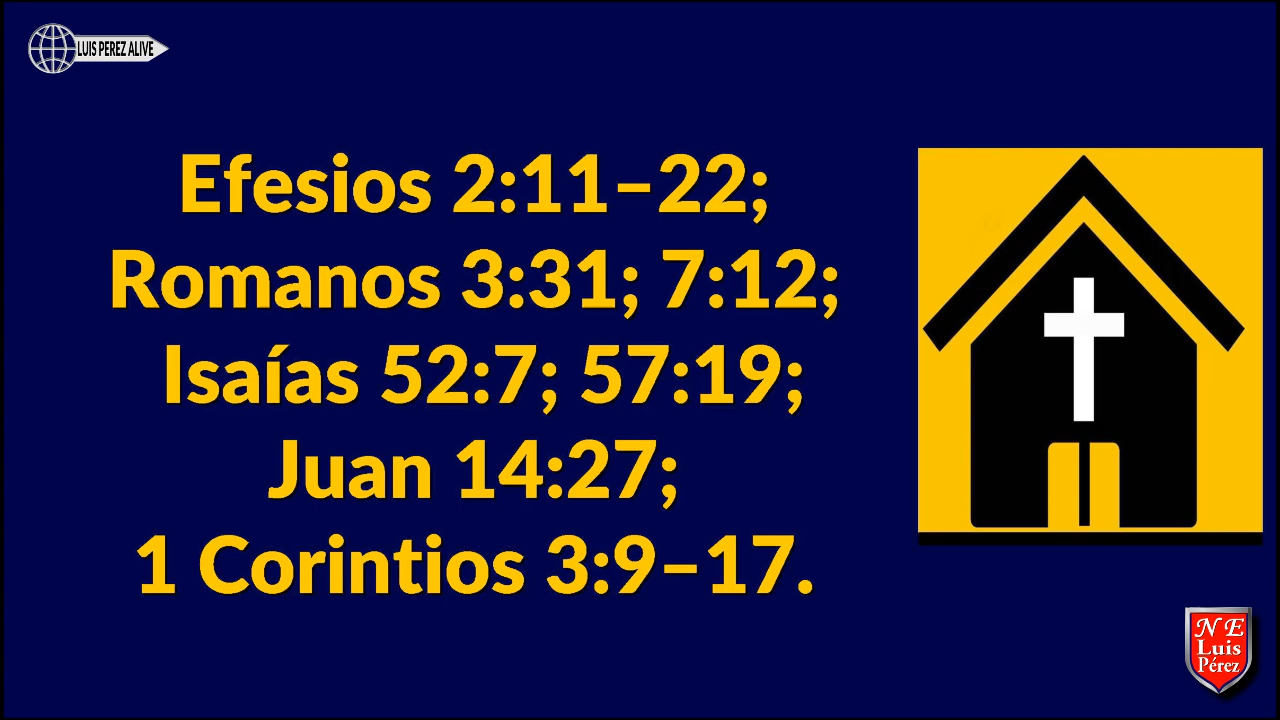 LUIS PEREZ ALIVE
Efesios 2:11–22;
Romanos 3:31; 7:12;
Isaías 52:7; 57:19;
Juan 14:27;
1 Corintios 3:9–17.
N E
Luis
Pérez